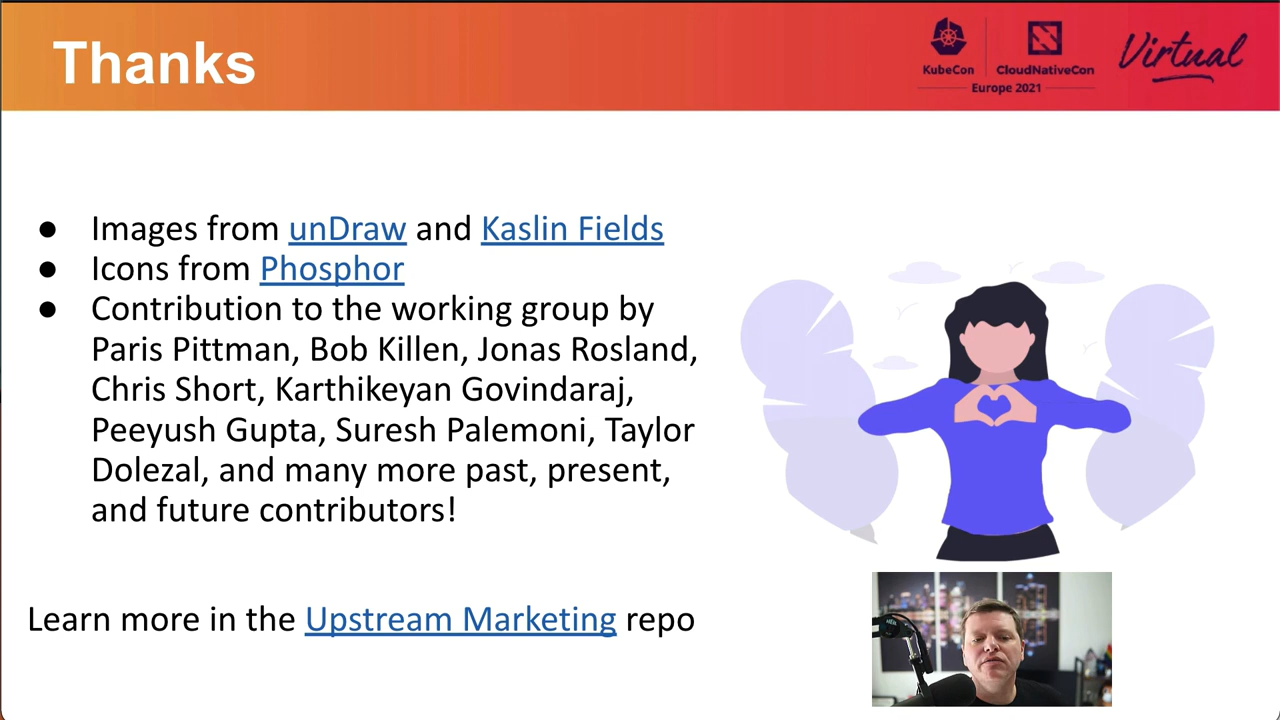 Thanks
KubeCon
CloudNativeCon
Europe 2021
Virtual
● Images from unDraw and Kaslin Fields
● Icons from Phosphor
● Contribution to the working group by
Paris Pittman, Bob Killen, Jonas Rosland,
Chris Short, Karthikeyan Govindaraj,
Peeyush Gupta, Suresh Palemoni, Taylor
Dolezal, and many more past, present,
and future contributors!
Learn more in the Upstream Marketing repo